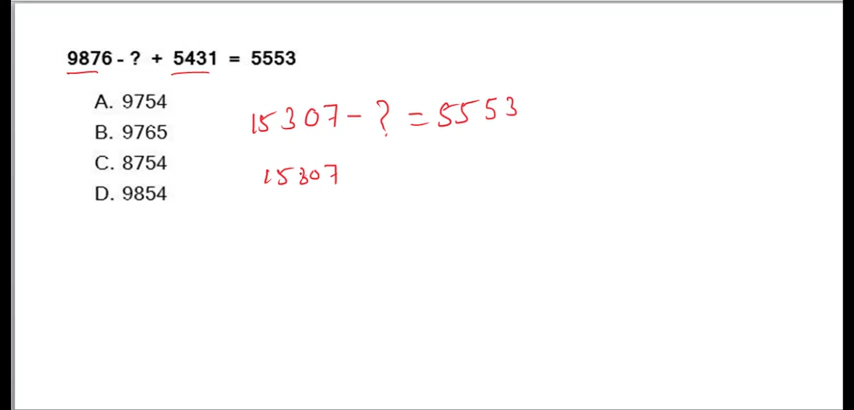 9876 - ? + 5431 = 5553
A. 9754
B. 9765
C. 8754
D. 9854
15307 - ? = 5553
15307